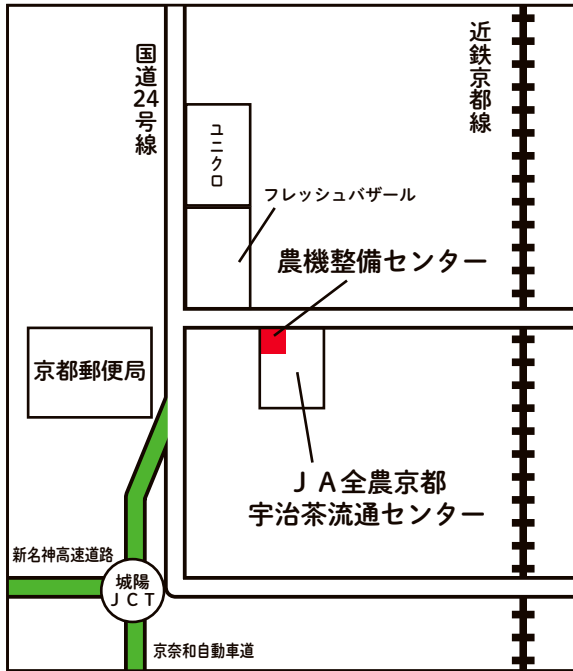 国道24号線
近鉄京都線
ユニクロ
フレッシュバザール
農機整備センター
京都郵便局
ＪＡ全農京都
宇治茶流通センター
新名神高速道路
城陽
ＪＣＴ
京奈和自動車道